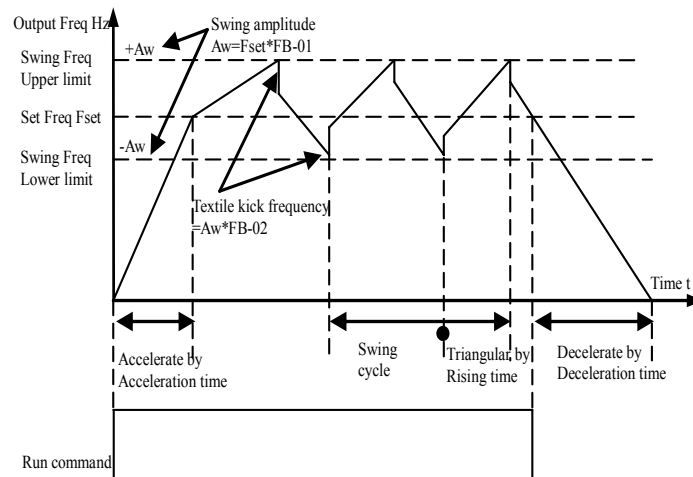 Output Freq Hz
Swing amplitude
Aw=Fset*FB-01
+Aw
Swing Freq
Upper limit
Set Freq Fset
-Aw
Swing Freq
Lower limit
Textile kick frequency
=Aw*FB-02
Time t
Accelerate by
Acceleration time
Swing
cycle
Triangular by
Rising time
Decelerate by
Deceleration time
Run command